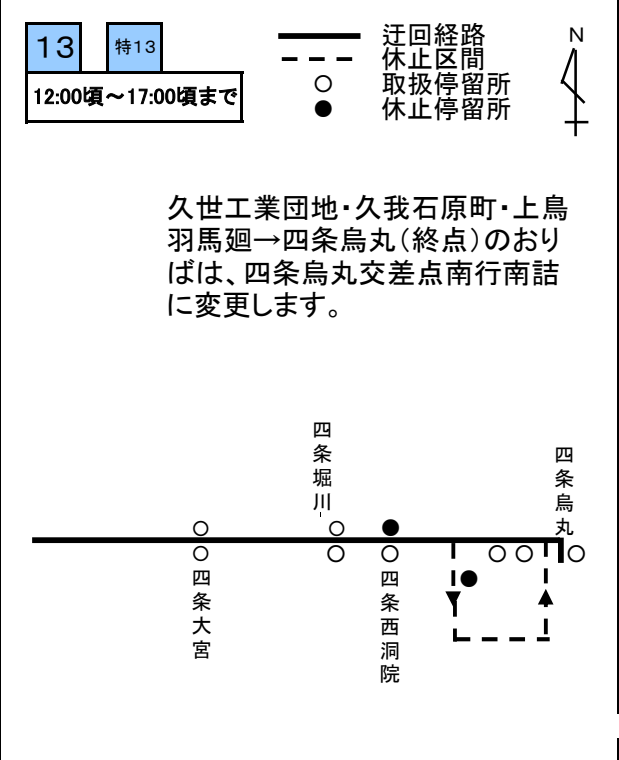 13
特13
12:00頃~17:00頃まで
迂回経路
休止区間
取扱停留所
休止停留所
N
久世工業団地・久我石原町・上鳥
羽馬廻→四条烏丸(終点)のおり
ばは、四条烏丸交差点南行南詰
に変更します。
四条堀川
四条烏丸
四条大宮
四条西洞院